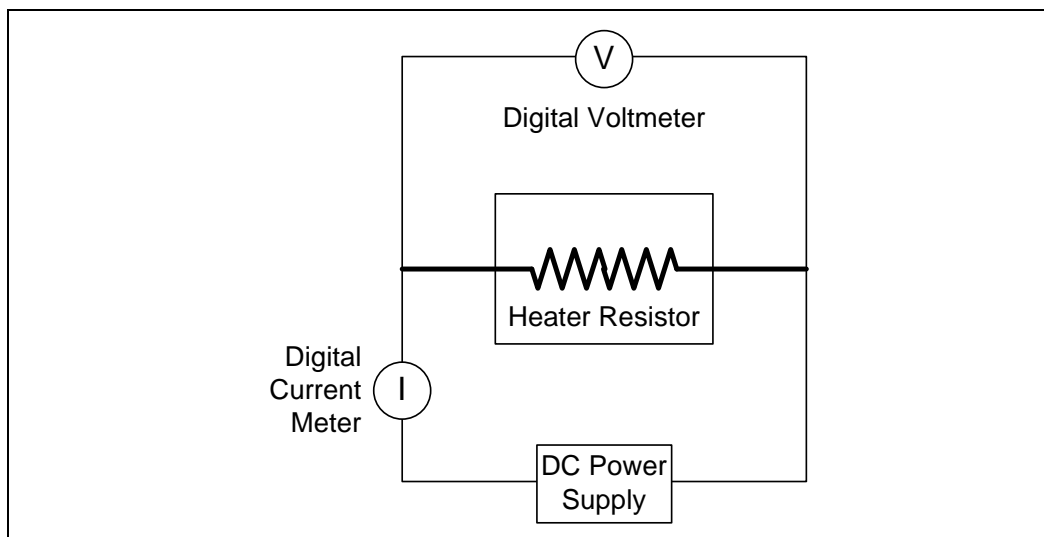 V
Digital Voltmeter
Heater Resistor
Digital
Current
Meter
I
DC Power
Supply